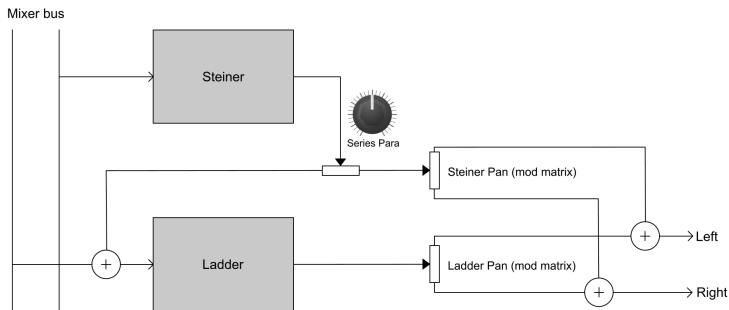 Mixer bus
Steiner
Series Para
Steiner Pan (mod matrix)
Left
Ladder
Ladder Pan (mod matrix)
Right